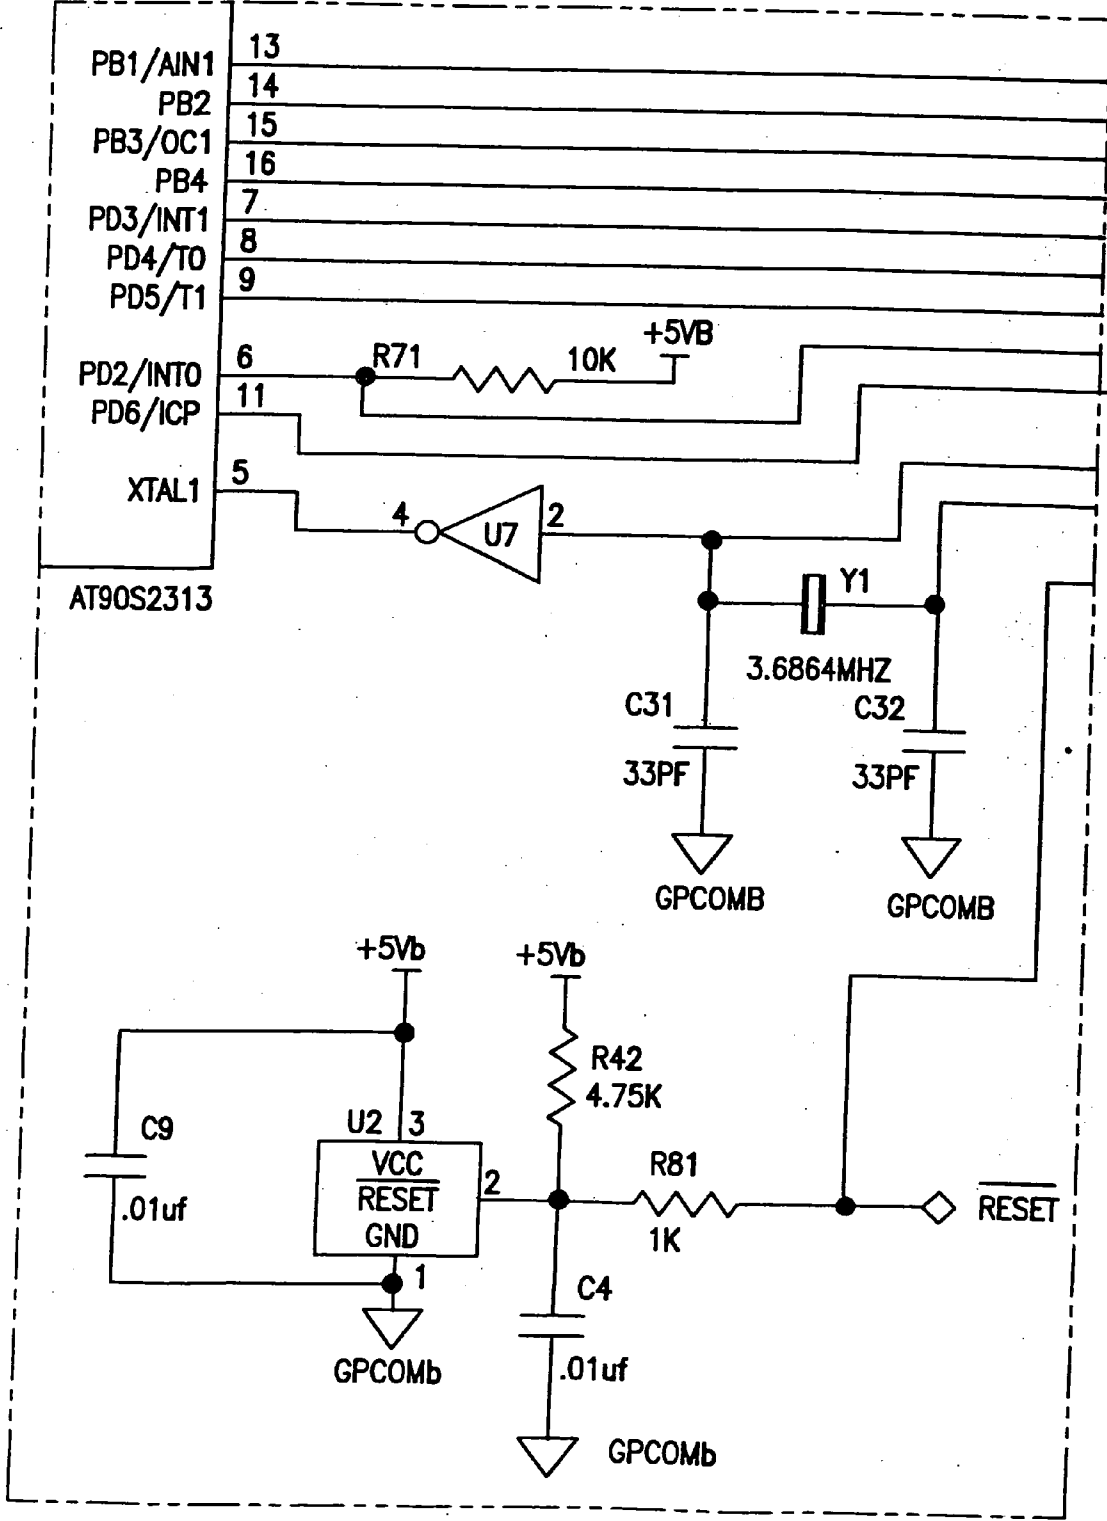 PB1/AIN1 13
PB2 14
PB3/OC1 15
PB4 16
PD3/INT1 7
PD4/T0 8
PD5/T1 9
+5VB
PD2/INT0 6 R71 10K
PD6/ICP 11
XTAL1 5
4 U7 2
AT90S2313
Y1
3.6864MHZ
C31 C32
33PF 33PF
GPCOMB GPCOMB
+5Vb +5Vb
R42
4.75K
C9 U2 3
VCC
R81
.01uf RESET 2 RESET
GND 1K
1
C4
GPCOMb .01uf
GPCOMb